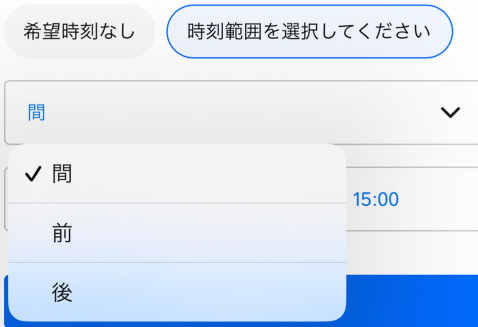 希望時刻なし
時刻範囲を選択してください
間
間
前
15:00
後